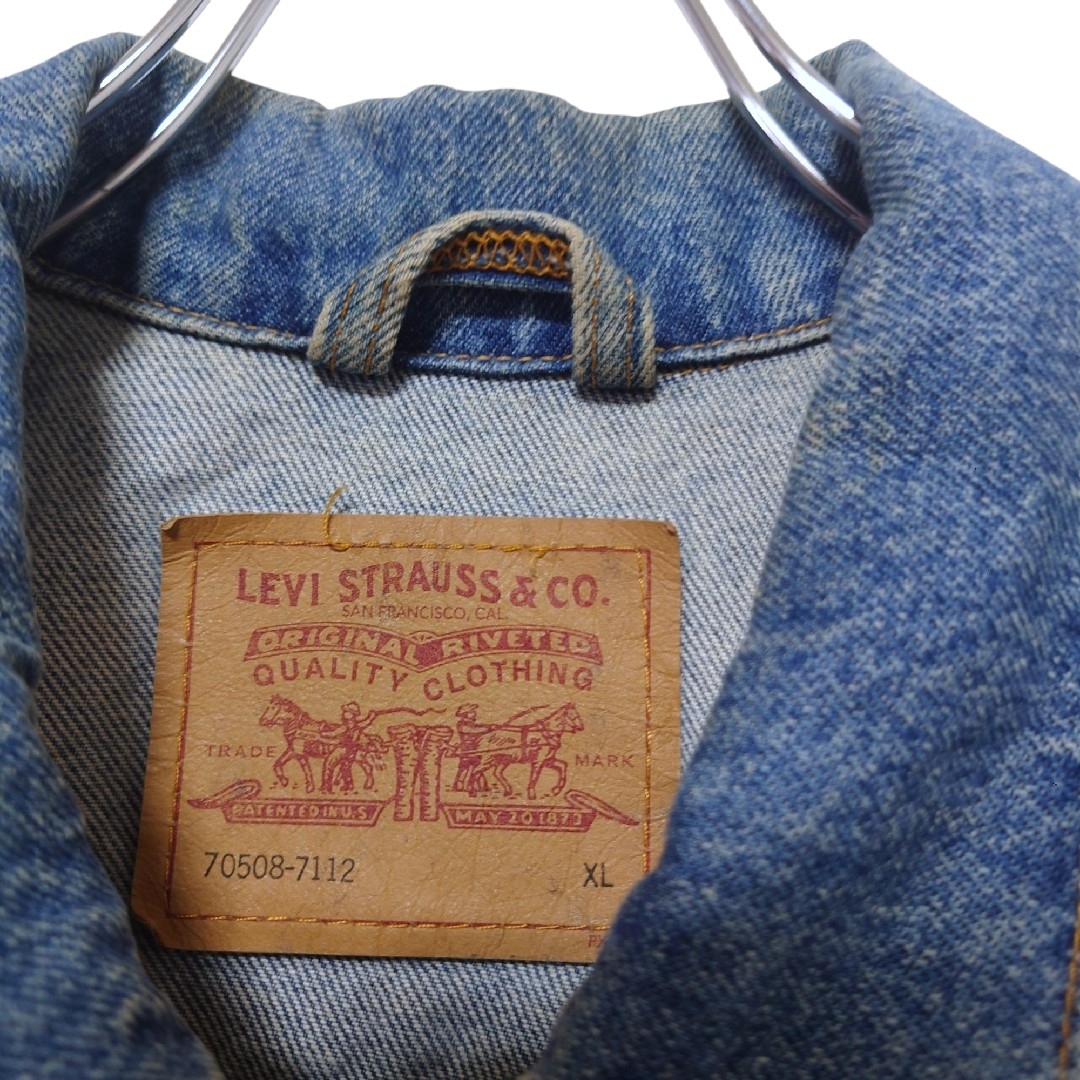 LEVI STRAUSS & CO.
SAN FRANCISCO, CAL.
ORIGINAL RIVETED
QUALITY CLOTHING
TRADE MARK
PATENTED IN U.S MAY 20 1873
70508-7112 XL